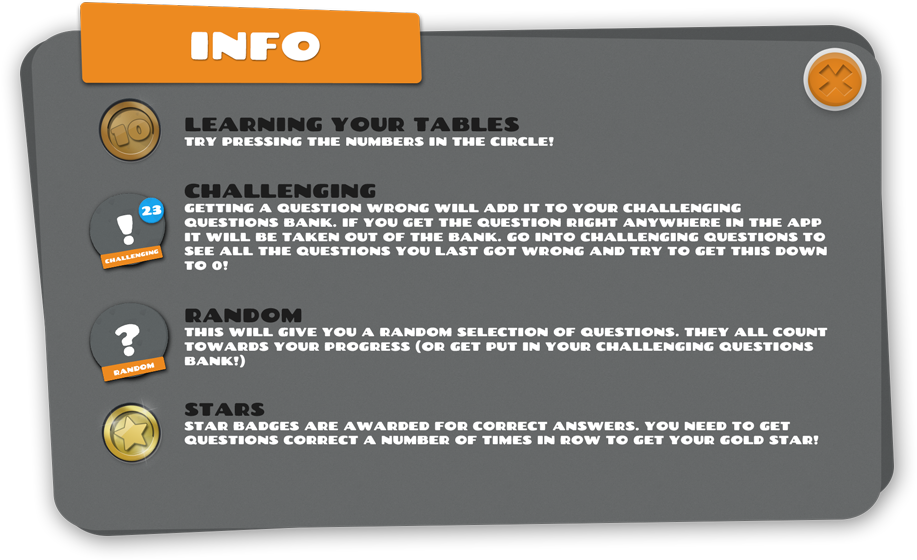 INFO
10
LEARNING YOUR TABLES
TRY PRESSING THE NUMBERS IN THE CIRCLE!
CHALLENGING
GETTING A QUESTION WRONG WILL ADD IT TO YOUR CHALLENGING
QUESTIONS BANK. IF YOU GET THE QUESTION RIGHT ANYWHERE IN THE APP
IT WILL BE TAKEN OUT OF THE BANK. GO INTO CHALLENGING QUESTIONS TO
SEE ALL THE QUESTIONS YOU LAST GOT WRONG AND TRY TO GET THIS DOWN
TO 0!
!
23
CHALLENGING
RANDOM
THIS WILL GIVE YOU A RANDOM SELECTION OF QUESTIONS. THEY ALL COUNT
TOWARDS YOUR PROGRESS (OR GET PUT IN YOUR CHALLENGING QUESTIONS
BANK!)
?
RANDOM
STARS
STAR BADGES ARE AWARDED FOR CORRECT ANSWERS. YOU NEED TO GET
QUESTIONS CORRECT A NUMBER OF TIMES IN ROW TO GET YOUR GOLD STAR!